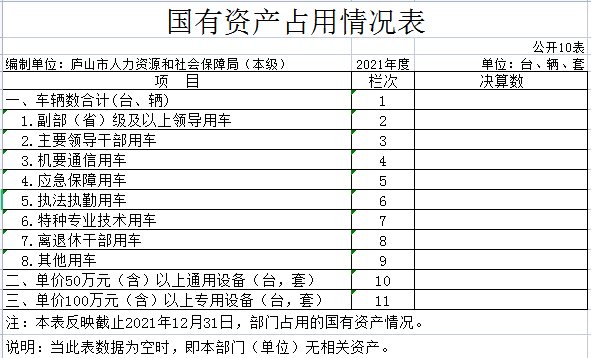 国有资产占用情况表
公开10表
编制单位：庐山市人力资源和社会保障局（本级） 2021年度 单位：台、辆、套
项 目 栏次 决算数
一、车辆数合计(台、辆) 1
1.副部（省）级及以上领导用车 2
2.主要领导干部用车 3
3.机要通信用车 4
4.应急保障用车 5
5.执法执勤用车 6
6.特种专业技术用车 7
7.离退休干部用车 8
8.其他用车 9
二、单价50万元（含）以上通用设备（台，套） 10
三、单价100万元（含）以上专用设备（台，套） 11
注：本表反映截止2021年12月31日，部门占用的国有资产情况。
说明：当此表数据为空时，即本部门（单位）无相关资产。